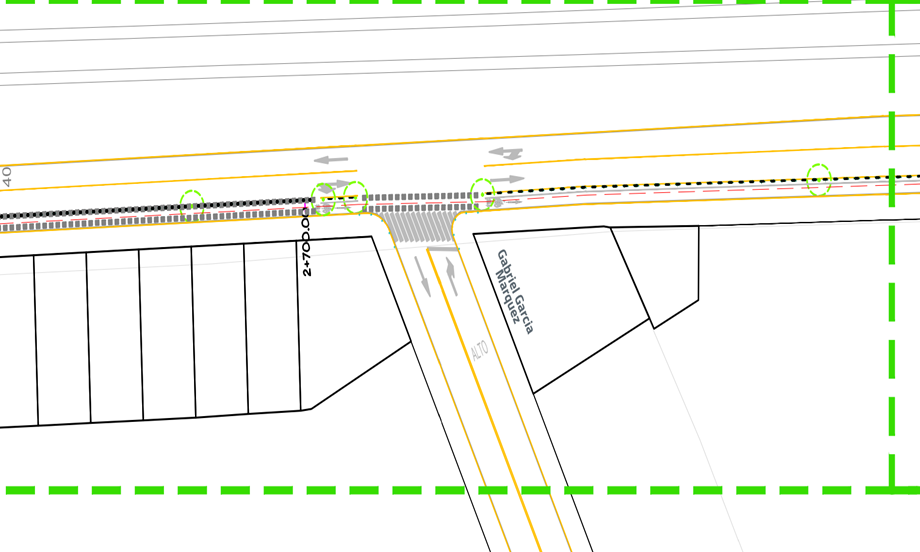 40
2+700.00
Gabriel Garcia
Marquez
ALTO